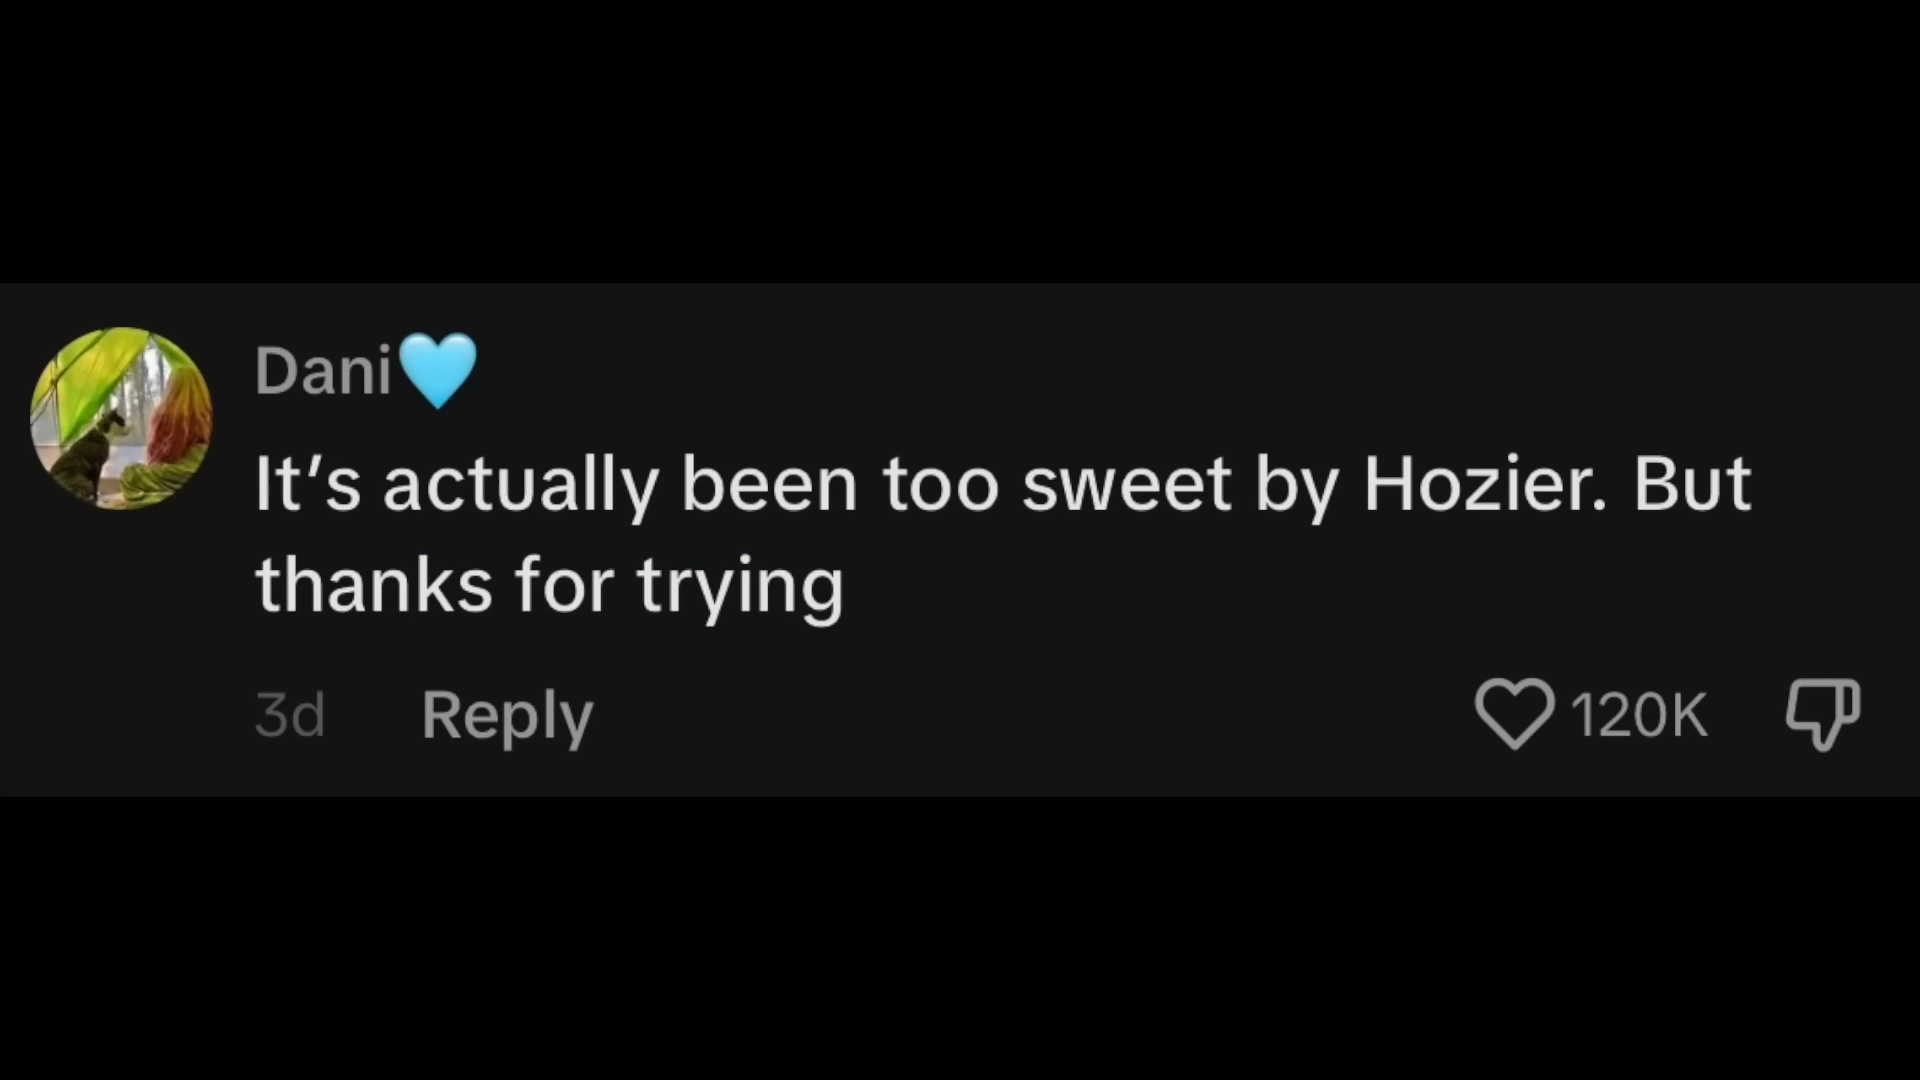 Dani🩵
It’s actually been too sweet by Hozier. But
thanks for trying
3d Reply 120K